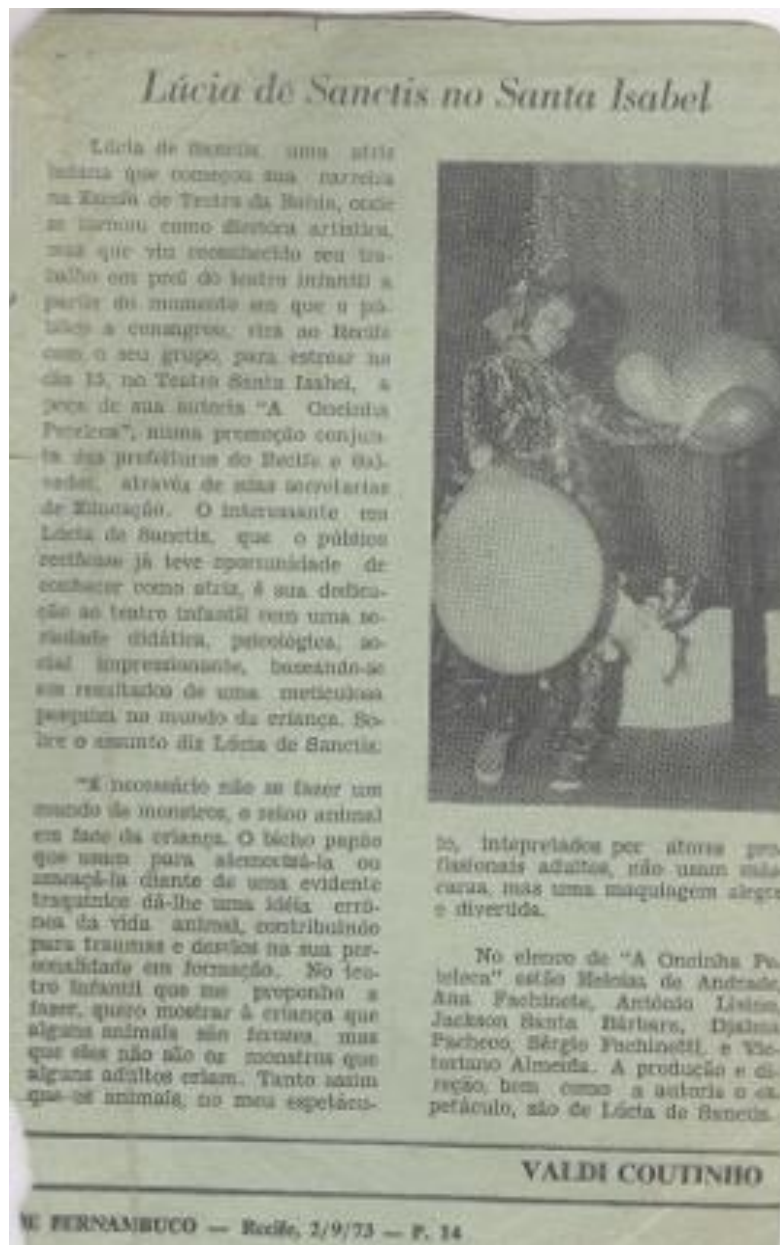 Lúcia de Sanctis no Santa Isabel
Lúcia de Sanctis, uma atriz
baiana que começou sua carreira
na Escola de Teatro da Bahia, onde
se formou como diretora artística,
mas que viu reconhecido seu tra-
balho em prol do teatro infantil a
partir do momento em que o pú-
blico a consagrou, virá ao Recife
com o seu grupo, para estrear no
dia 15, no Teatro Santa Isabel, a
peça de sua autoria "A Oncinha
Peteleca", numa promoção conjun-
ta das prefeituras do Recife e Sal-
vador, através de suas secretarias
de Educação. O interessante em
Lúcia de Sanctis, que o público
recifense já teve oportunidade de
conhecer como atriz, é sua dedica-
ção ao teatro infantil com uma se-
riedade didática, psicológica, so-
cial impressionante, baseando-se
em resultados de uma meticulosa
pesquisa no mundo da criança. So-
bre o assunto diz Lúcia de Sanctis:
"É necessário não se fazer um
mundo de monstros, o reino animal
em face da criança. O bicho papão
que usam para atemorizá-la ou
ameaçá-la diante de uma evidente
traquinice dá-lhe uma idéia errô-
nea da vida animal, contribuindo
para traumas e desvios na sua per-
sonalidade em formação. No tea-
tro infantil que me proponho a
fazer, quero mostrar à criança que
alguns animais são ferozes, mas
que eles não são os monstros que
alguns adultos criam. Tanto assim
que os animais, no meu espetácu-
lo, intepretados por atores pro-
fissionais adultos, não usam más-
caras, mas uma maquiagem alegre
e divertida.
No elenco de "A Oncinha Pe-
teleca" estão Heloisa de Andrade,
Ana Fachinete, Antônio
Jackson Santa Bárbara, Djalma
Pacheco, Sérgio Fachinetti, e Vic-
toriano Almeida. A produção e di-
reção, bem como a autoria o es-
petáculo, são de Lúcia de Sanctis.
VALDI COUTINHO
DE PERNAMBUCO — Recife, 2/9/73 — P. 14